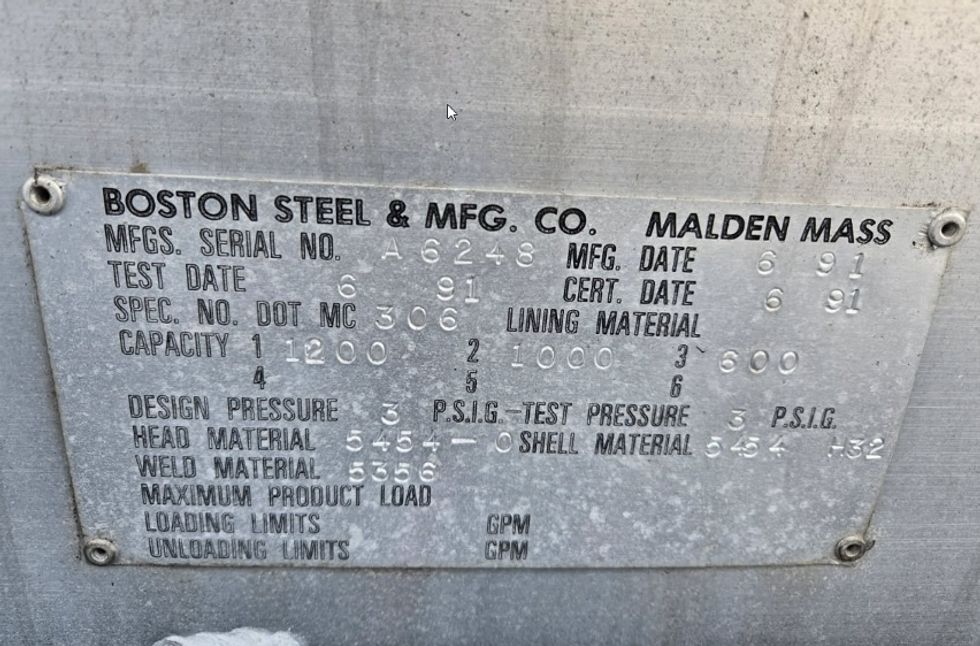 BOSTON STEEL & MFG. CO. MALDEN MASS
MFGS. SERIAL NO. A6248 MFG. DATE 6 91
TEST DATE 6 91 CERT. DATE 6 91
SPEC. NO. DOT MC 306 LINING MATERIAL
CAPACITY 1 1200 2 1000 3 600
4 5 6
DESIGN PRESSURE 3 P.S.I.G.-TEST PRESSURE 3 P.S.I.G.
HEAD MATERIAL 5454-0 SHELL MATERIAL 5454 H32
WELD MATERIAL 5356
MAXIMUM PRODUCT LOAD
LOADING LIMITS GPM
UNLOADING LIMITS GPM